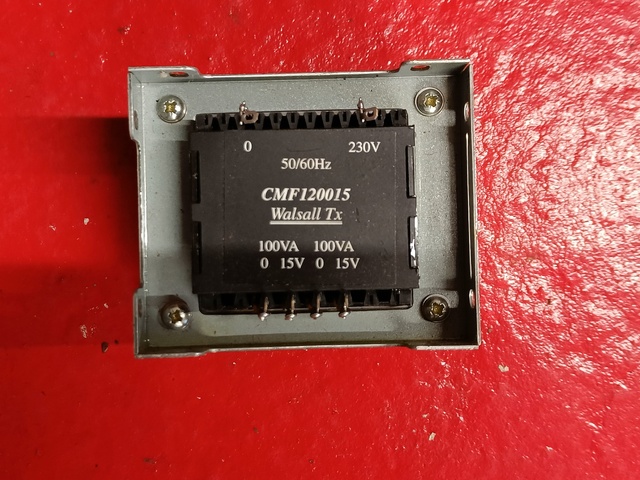 0 230V
50/60Hz
CMF120015
Walsall Tx
100VA 100VA
0 15V 0 15V